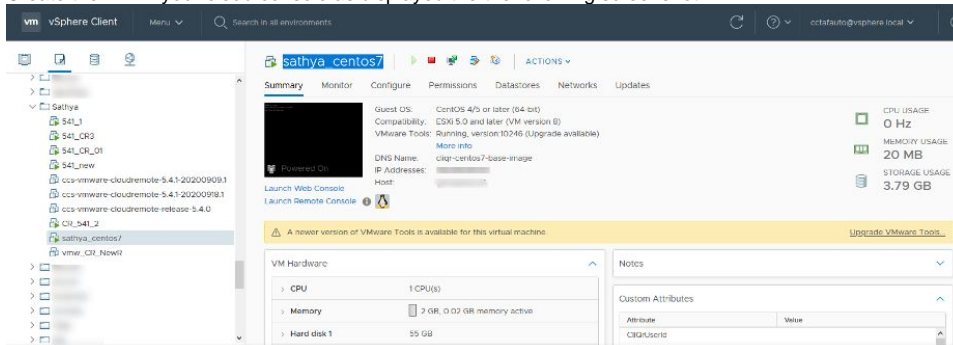 vm vSphere Client Menu Search in all environments cctafauto@vsphere.local
sathya_centos7 ACTIONS
Summary Monitor Configure Permissions Datastores Networks Updates
Sathya
541_1
541_CR3
541_CR_01
541_new
ccs-vmware-cloudremote-5.4.1-20200909.1
ccs-vmware-cloudremote-5.4.1-20200918.1
ccs-vmware-cloudremote-release-5.4.0
CR_541_2
sathya_centos7
vmw_CR_NewR
Powered On
Launch Web Console
Launch Remote Console
Guest OS: CentOS 4/5 or later (64-bit)
Compatibility: ESXi 5.0 and later (VM version 8)
VMware Tools: Running, version:10246 (Upgrade available)
More info
DNS Name: cliqr-centos7-base-image
IP Addresses:
Host:
CPU USAGE
0 Hz
MEMORY USAGE
20 MB
STORAGE USAGE
3.79 GB
A newer version of VMware Tools is available for this virtual machine. Upgrade VMware Tools...
VM Hardware
CPU 1 CPU(s)
Memory 2 GB, 0.02 GB memory active
Hard disk 1 55 GB
Notes
Custom Attributes
Attribute Value
CliQrUserId